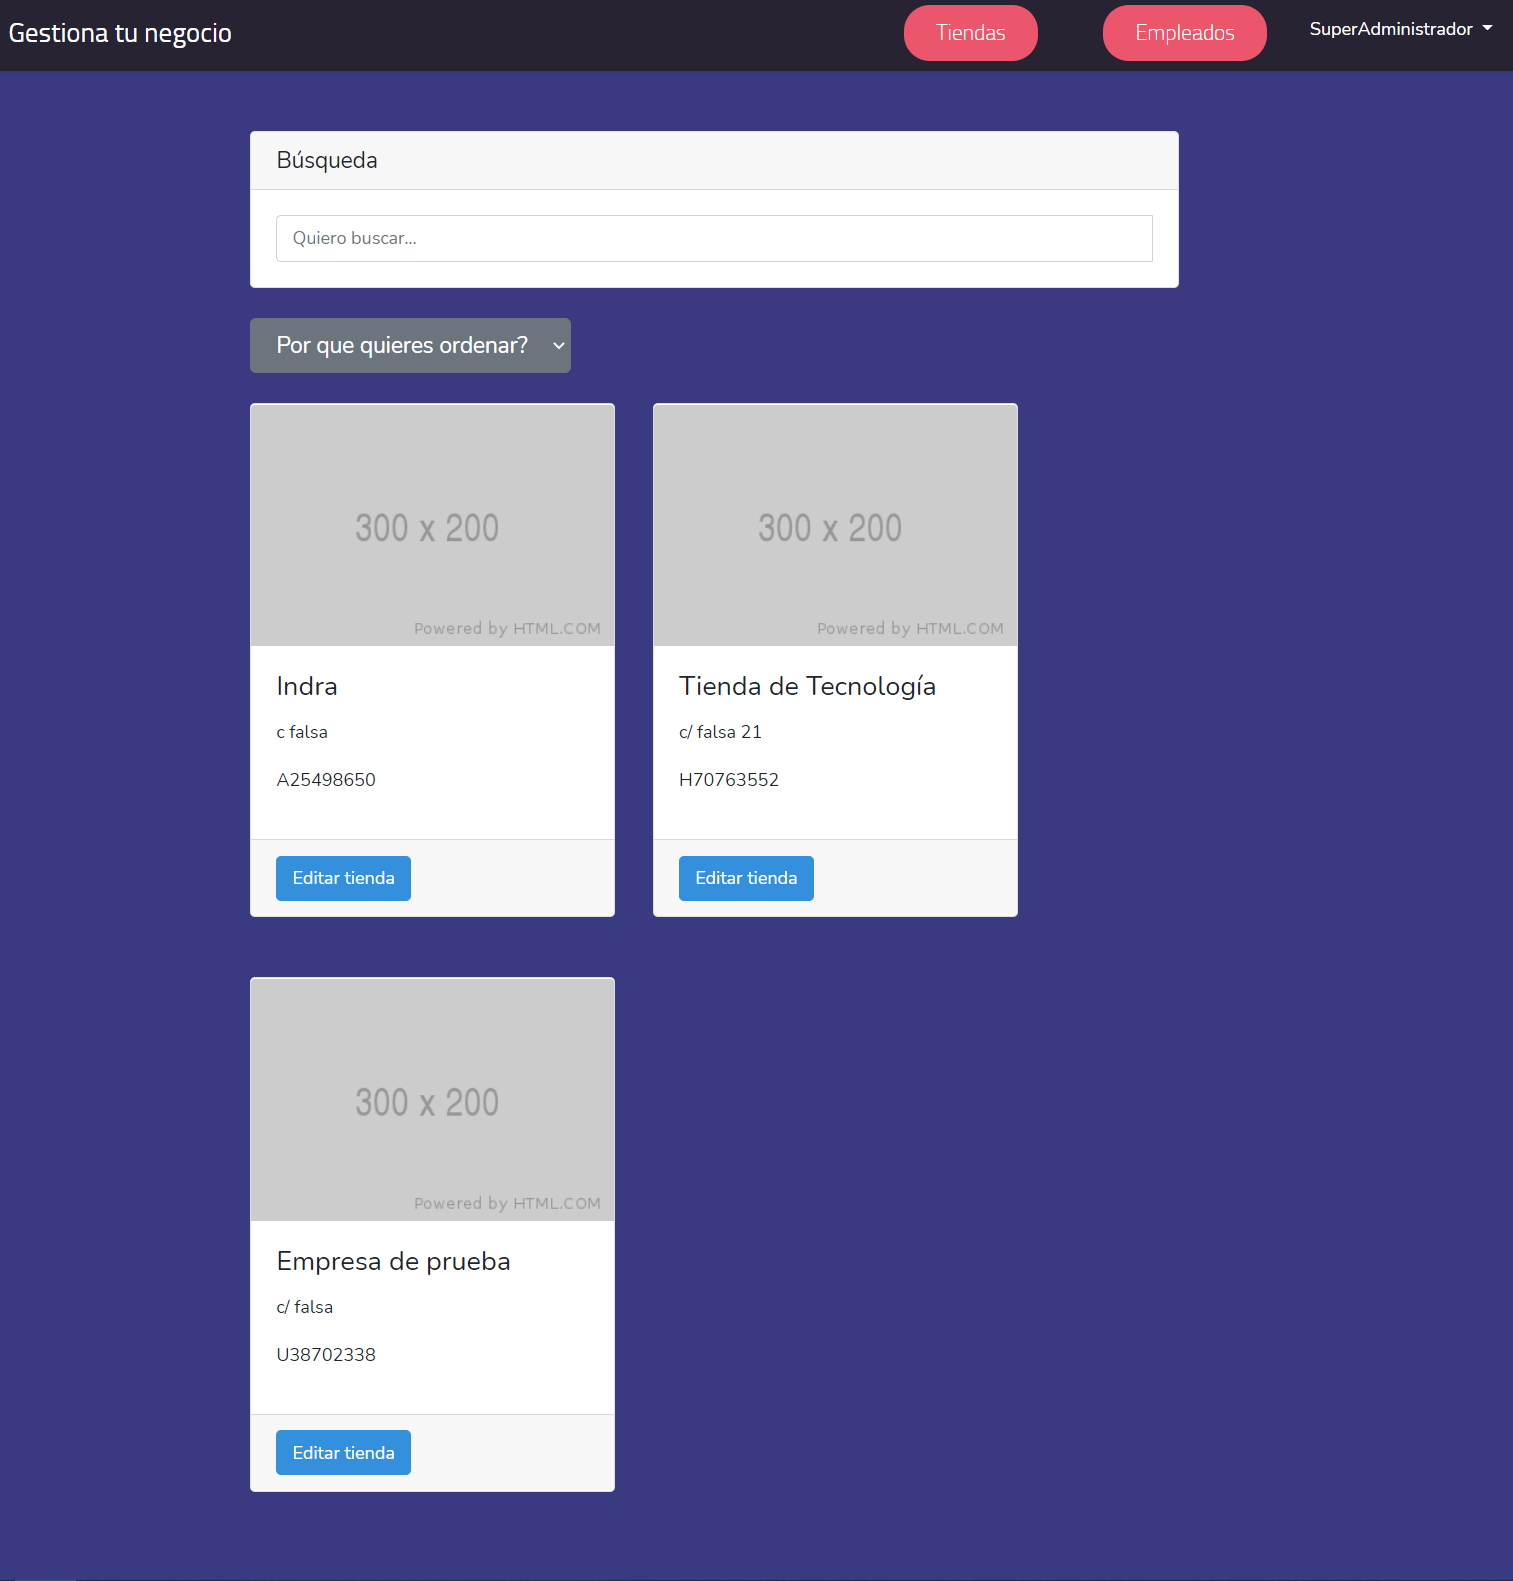 Gestiona tu negocio
Tiendas
Empleados
SuperAdministrador
Búsqueda
Quiero buscar...
Por que quieres ordenar?
300 x 200
Powered by HTML.COM
Indra
c falsa
A25498650
Editar tienda
300 x 200
Powered by HTML.COM
Tienda de Tecnología
c/ falsa 21
H70763552
Editar tienda
300 x 200
Powered by HTML.COM
Empresa de prueba
c/ falsa
U38702338
Editar tienda